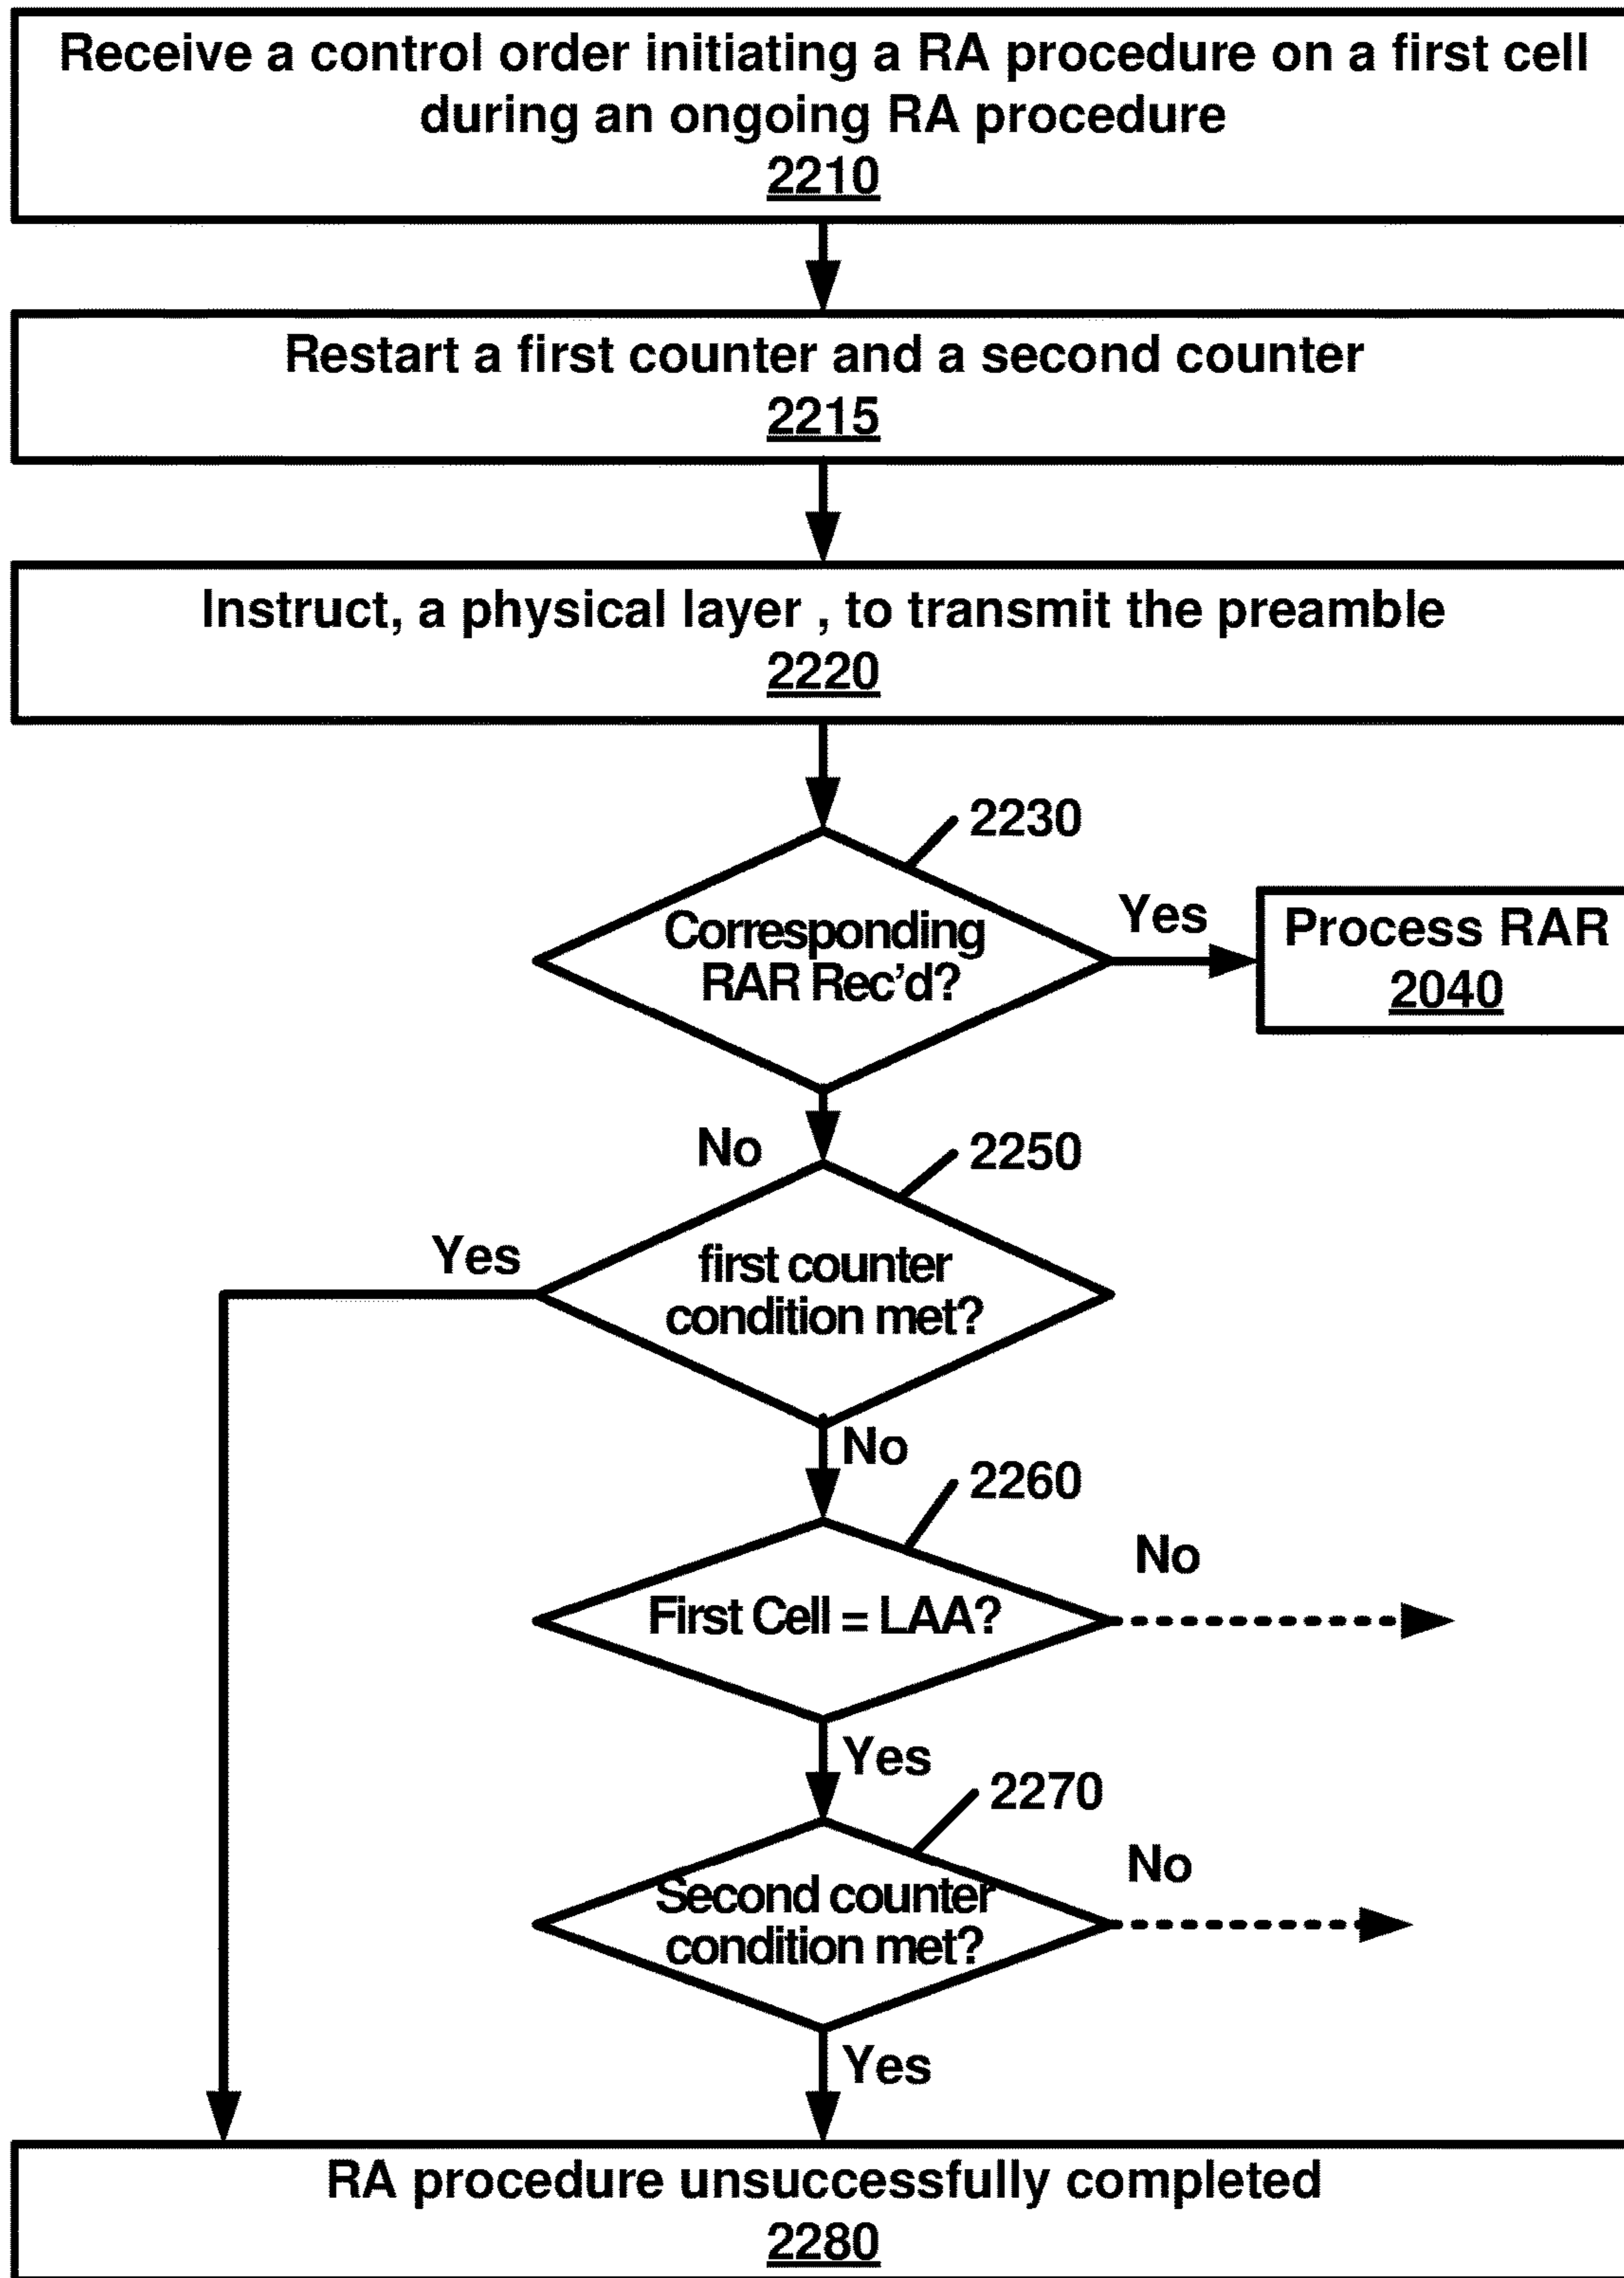 Receive a control order initiating a RA procedure on a first cell
during an ongoing RA procedure
2210
Restart a first counter and a second counter
2215
Instruct, a physical layer , to transmit the preamble
2220
2230
Corresponding
RAR Rec'd?
Yes
Process RAR
2040
No
2250
Yes
first counter
condition met?
No
2260
No
First Cell = LAA?
Yes
2270
No
Second counter
condition met?
Yes
RA procedure unsuccessfully completed
2280